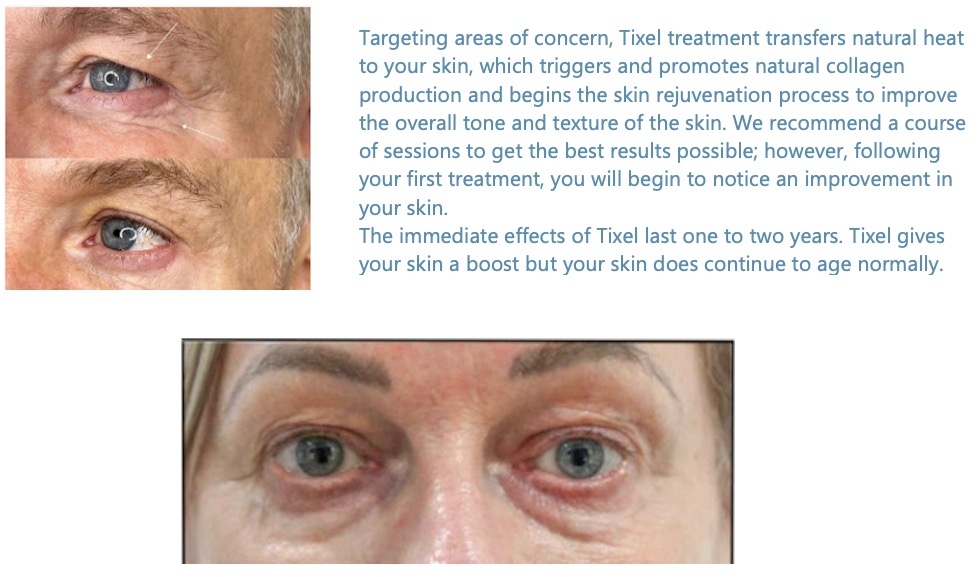 Targeting areas of concern, Tixel treatment transfers natural heat
to your skin, which triggers and promotes natural collagen
production and begins the skin rejuvenation process to improve
the overall tone and texture of the skin. We recommend a course
of sessions to get the best results possible; however, following
your first treatment, you will begin to notice an improvement in
your skin.
The immediate effects of Tixel last one to two years. Tixel gives
your skin a boost but your skin does continue to age normally.